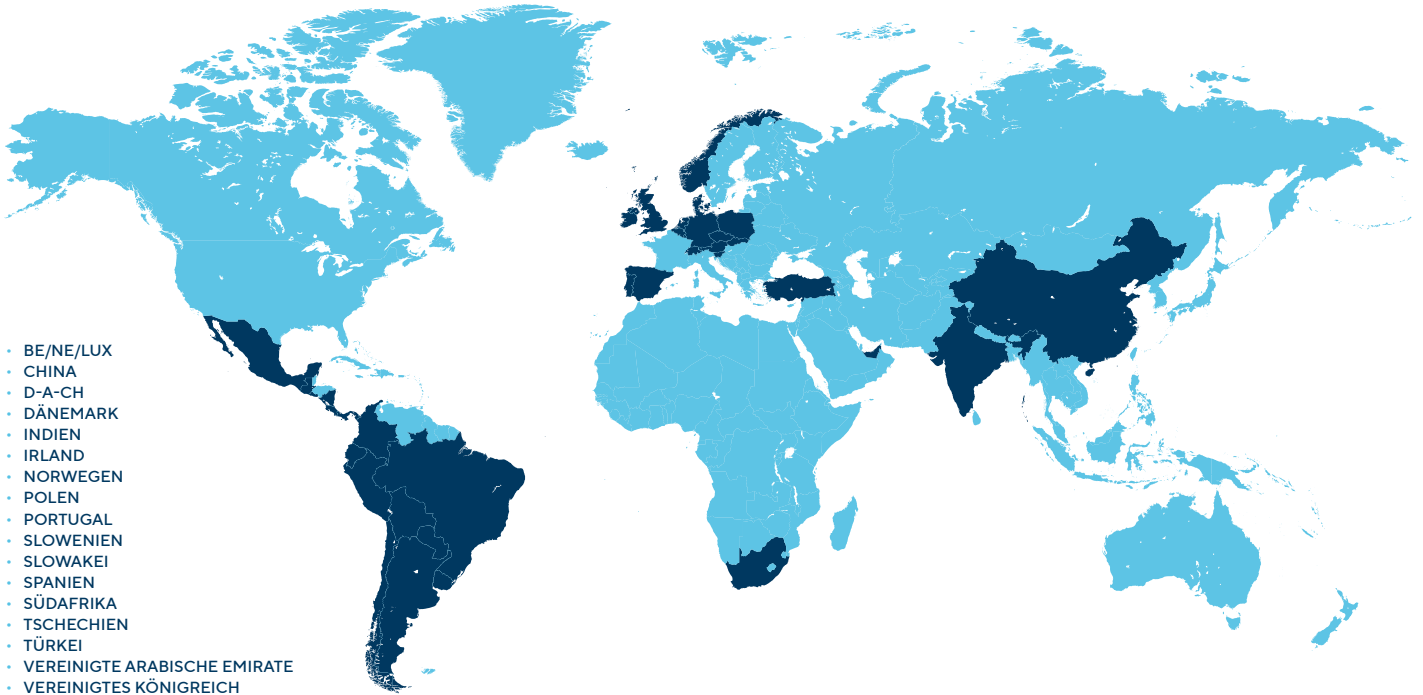 • BE/NE/LUX
• CHINA
• D-A-CH
• DÄNEMARK
• INDIEN
• IRLAND
• NORWEGEN
• POLEN
• PORTUGAL
• SLOWENIEN
• SLOWAKEI
• SPANIEN
• SÜDAFRIKA
• TSCHECHIEN
• TÜRKEI
• VEREINIGTE ARABISCHE EMIRATE
• VEREINIGTES KÖNIGREICH